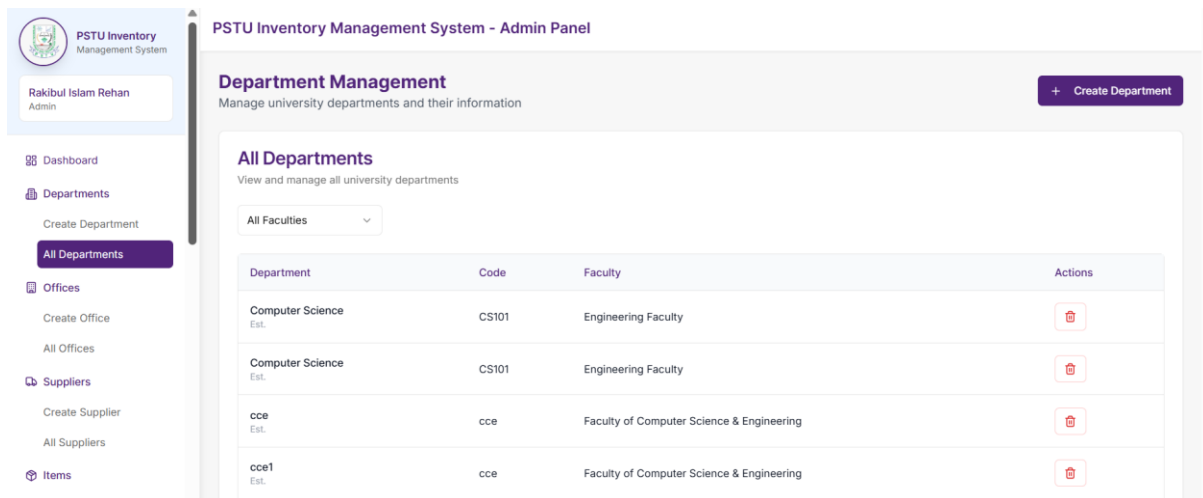 PSTU Inventory
Management System
Rakibul Islam Rehan
Admin
Dashboard
Departments
Create Department
All Departments
Offices
Create Office
All Offices
Suppliers
Create Supplier
All Suppliers
Items
PSTU Inventory Management System - Admin Panel
Department Management
Manage university departments and their information
+ Create Department
All Departments
View and manage all university departments
All Faculties
Department Code Faculty Actions
Computer Science CS101 Engineering Faculty
Est.
Computer Science CS101 Engineering Faculty
Est.
cce cce Faculty of Computer Science & Engineering
Est.
cce1 cce Faculty of Computer Science & Engineering
Est.